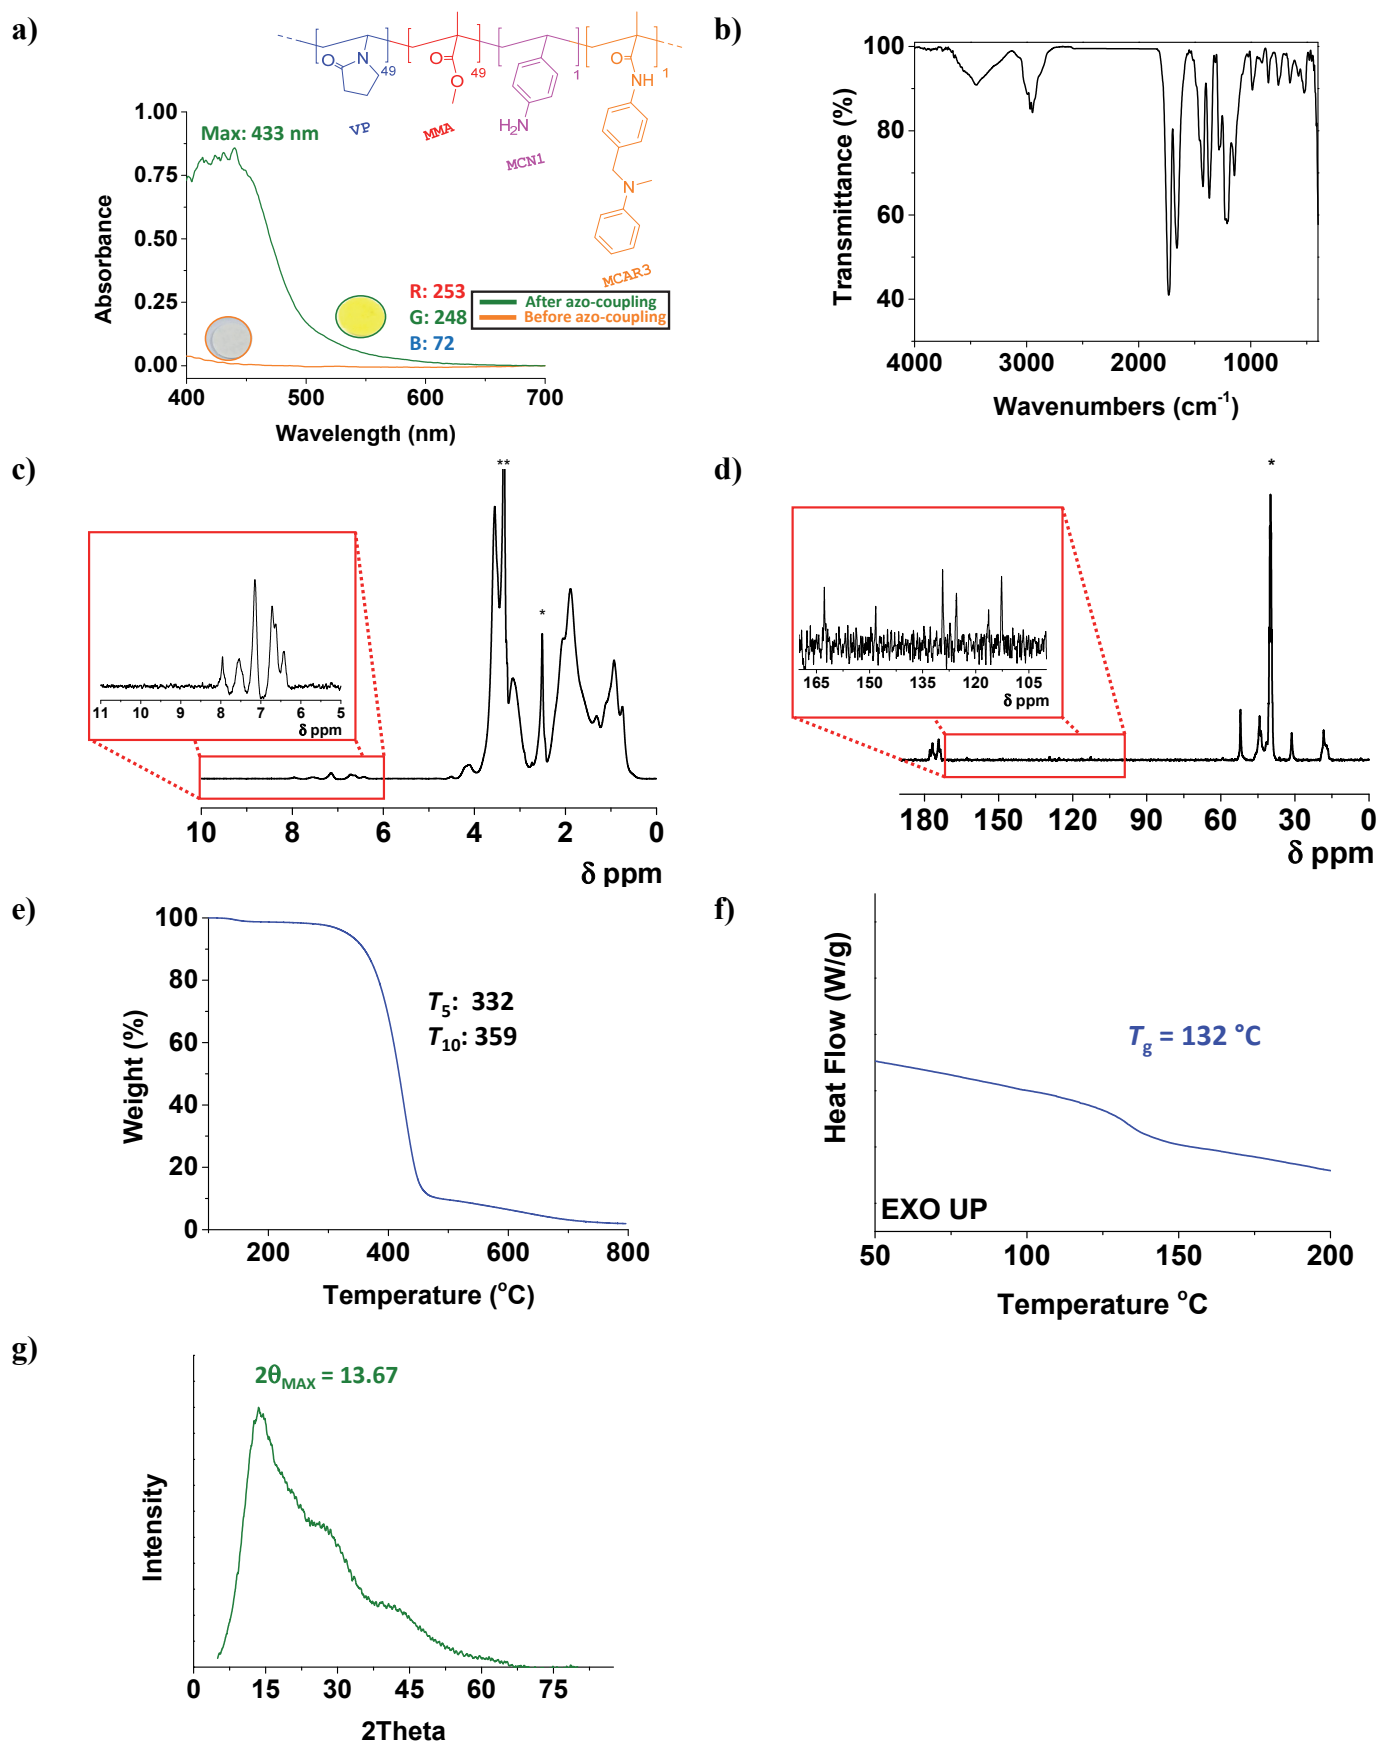 a)
49
49
1
1
N
O
O
O
H₂N
O
NH
N
VP
MMA
MCN1
MCAR3
Max: 433 nm
1.00
0.75
0.50
0.25
0.00
Absorbance
R: 253
G: 248
B: 72
After azo-coupling
Before azo-coupling
400 500 600 700
Wavelength (nm)
b)
100
80
60
40
Transmittance (%)
4000 3000 2000 1000
Wavenumbers (cm⁻¹)
c)
**
*
11 10 9 8 7 6 5
δ ppm
10 8 6 4 2 0
δ ppm
d)
*
165 150 135 120 105
δ ppm
180 150 120 90 60 30 0
δ ppm
e)
100
80
60
40
20
0
Weight (%)
T₅: 332
T₁₀: 359
200 400 600 800
Temperature (°C)
f)
Heat Flow (W/g)
Tg = 132 °C
EXO UP
50 100 150 200
Temperature °C
g)
2θMAX = 13.67
Intensity
0 15 30 45 60 75
2Theta